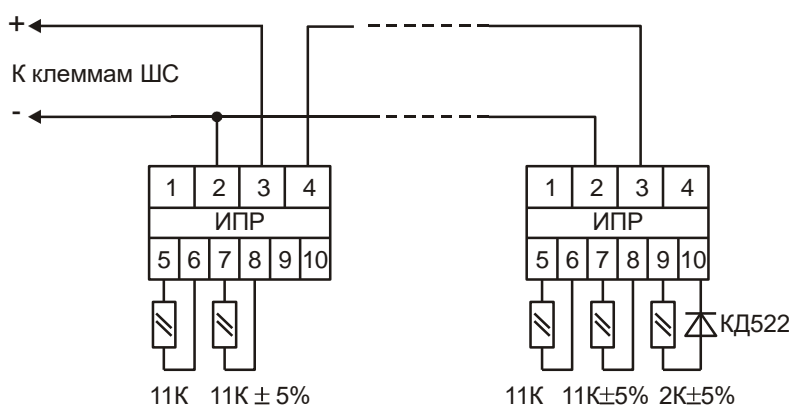 +
К клеммам ШС
-
1 2 3 4 1 2 3 4
ИПР ИПР
5 6 7 8 9 10 5 6 7 8 9 10
КД522
11К 11К ± 5% 11К 11К±5% 2К±5%